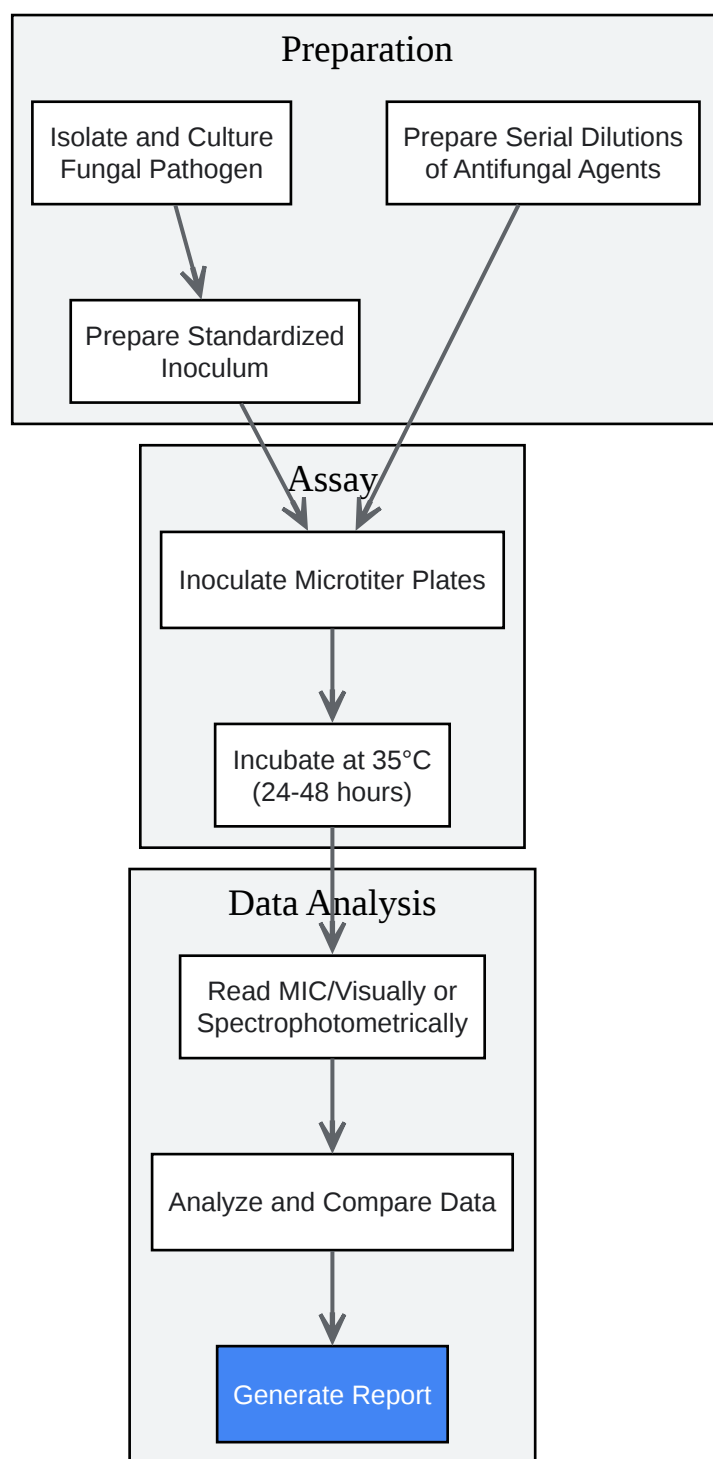 Preparation
Isolate and Culture
Fungal Pathogen
Prepare Serial Dilutions
of Antifungal Agents
Prepare Standardized
Inoculum
Assay
Inoculate Microtiter Plates
Incubate at 35°C
(24-48 hours)
Data Analysis
Read MIC/Visually or
Spectrophotometrically
Analyze and Compare Data
Generate Report